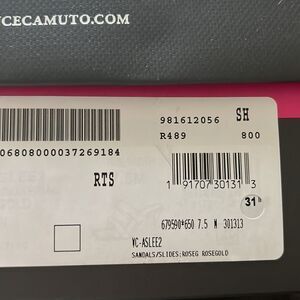 NCECAMUTO.COM
981612056 SH
R489 800
06808000037269184
RTS
1 91707 30131 3
31 h
679590*650 7.5 M 301313
VC-ASLEE2
SANDALS/SLIDES:ROSEG ROSEGOLD